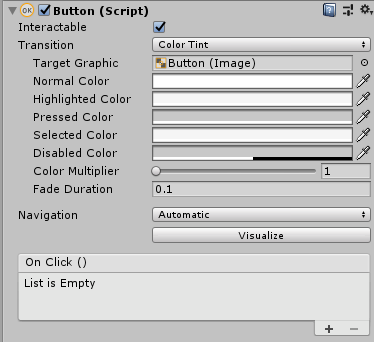 Button (Script)
Interactable
Transition Color Tint
Target Graphic Button (Image)
Normal Color
Highlighted Color
Pressed Color
Selected Color
Disabled Color
Color Multiplier 1
Fade Duration 0.1
Navigation Automatic
Visualize
On Click ()
List is Empty